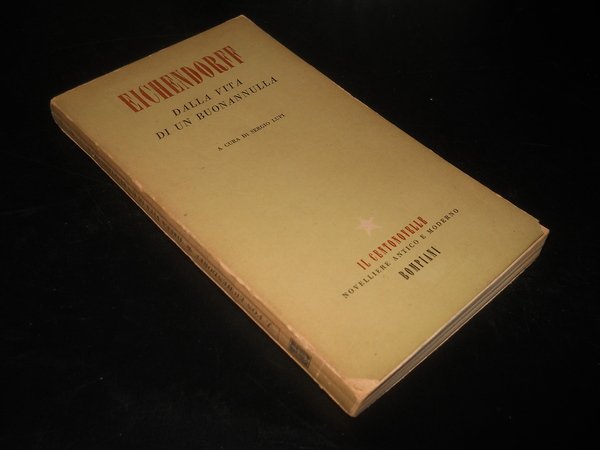 EICHENDORFF
DALLA VITA
DI UN BUONANNULLA
A CURA DI SERGIO LUPI
IL CENTONOVELLE
NOVELLIERE ANTICO E MODERNO
BOMPIANI